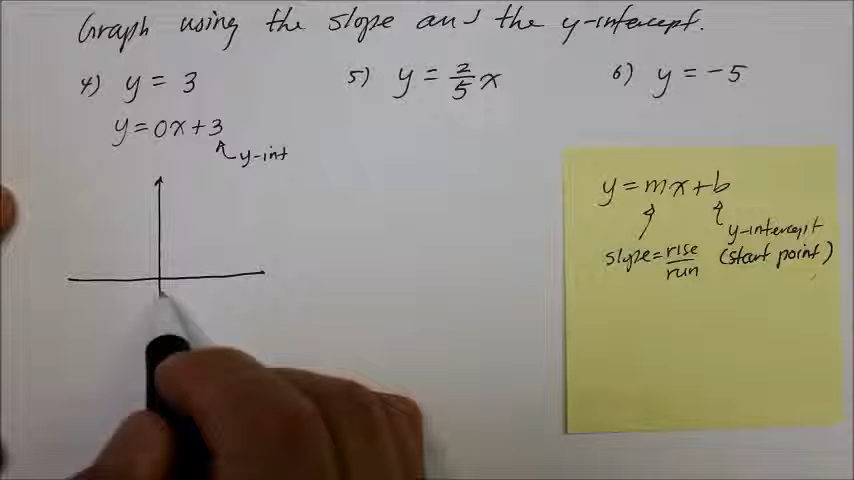 Graph using the slope and the y-intercept.
4) y = 3
y = 0x + 3
y-int
5) y = 2/5 x
6) y = -5
y = mx + b
slope = rise/run
y-intercept
(start point)